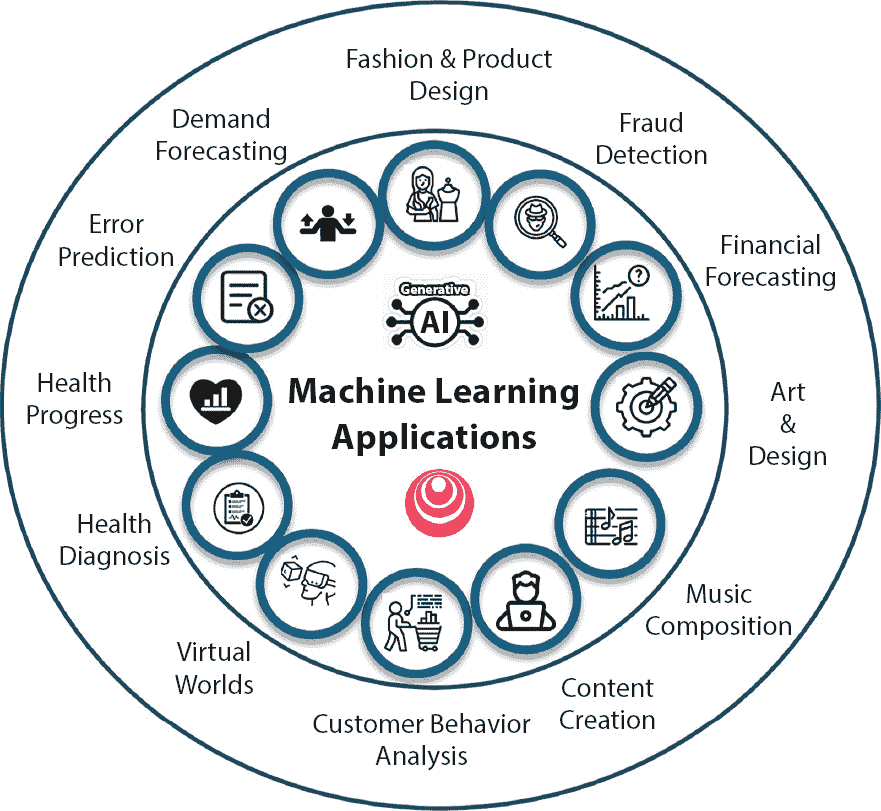 Fashion & Product
Design
Fraud
Detection
Financial
Forecasting
Art
&
Design
Music
Composition
Content
Creation
Customer Behavior
Analysis
Virtual
Worlds
Health
Diagnosis
Health
Progress
Error
Prediction
Demand
Forecasting
Generative
AI
Machine Learning
Applications
?